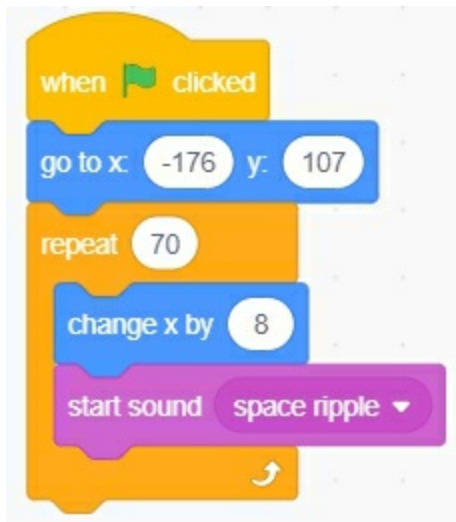 when clicked
go to x: -176 y: 107
repeat 70
change x by 8
start sound space ripple